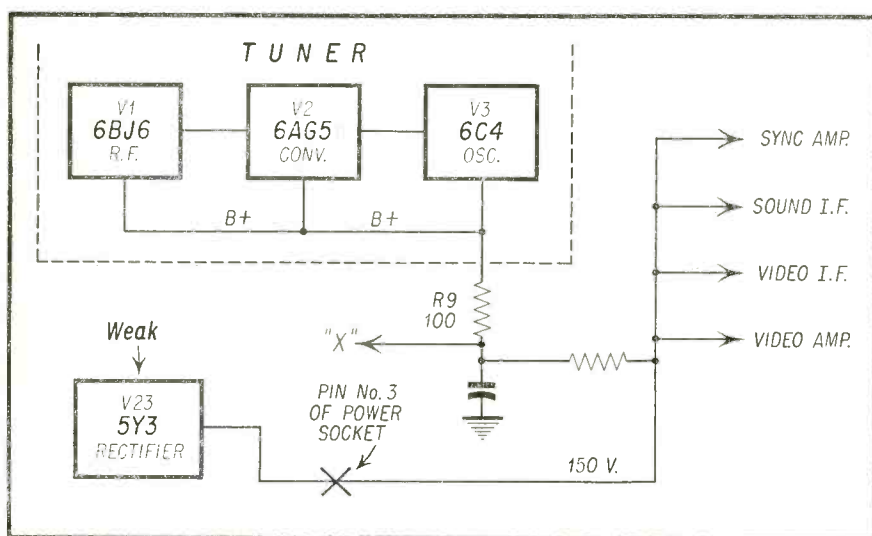 TUNER
V1
6BJ6
R.F.
V2
6AG5
CONV.
V3
6C4
OSC.
B+
B+
R9
100
"X"
Weak
V23
5Y3
RECTIFIER
PIN No. 3
OF POWER
SOCKET
150 V.
SYNC AMP.
SOUND I.F.
VIDEO I.F.
VIDEO AMP.